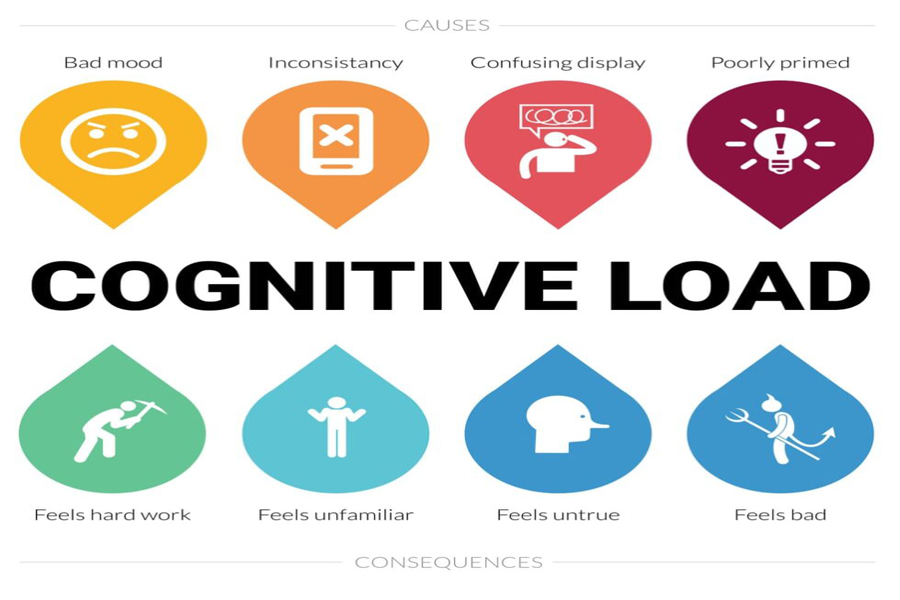 CAUSES
Bad mood Inconsistancy Confusing display Poorly primed
COGNITIVE LOAD
Feels hard work Feels unfamiliar Feels untrue Feels bad
CONSEQUENCES